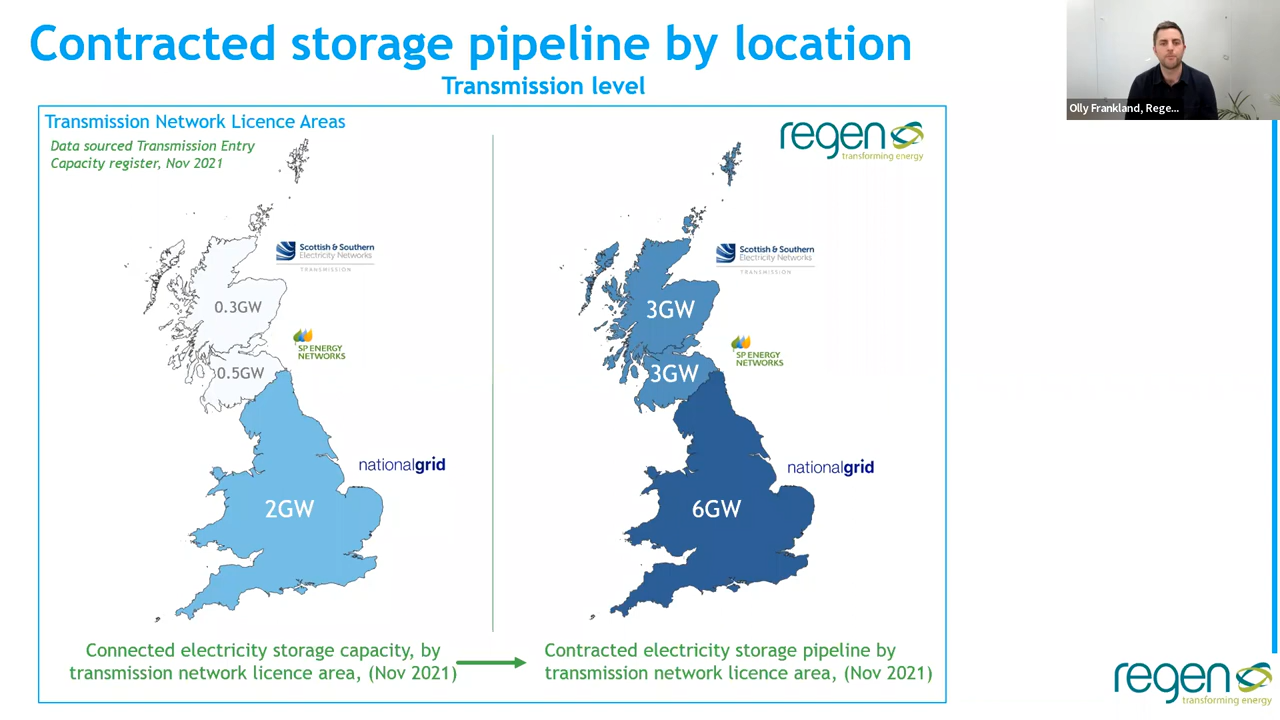 Contracted storage pipeline by location
Transmission level
Olly Frankland, Rege...
Transmission Network Licence Areas
Data sourced Transmission Entry
Capacity register, Nov 2021
regen
transforming energy
Scottish & Southern
Electricity Networks
TRANSMISSION
0.3GW
SP ENERGY
NETWORKS
0.5GW
nationalgrid
2GW
Scottish & Southern
Electricity Networks
TRANSMISSION
3GW
SP ENERGY
NETWORKS
3GW
nationalgrid
6GW
Connected electricity storage capacity, by
transmission network licence area, (Nov 2021)
Contracted electricity storage pipeline by
transmission network licence area, (Nov 2021)
regen
transforming energy